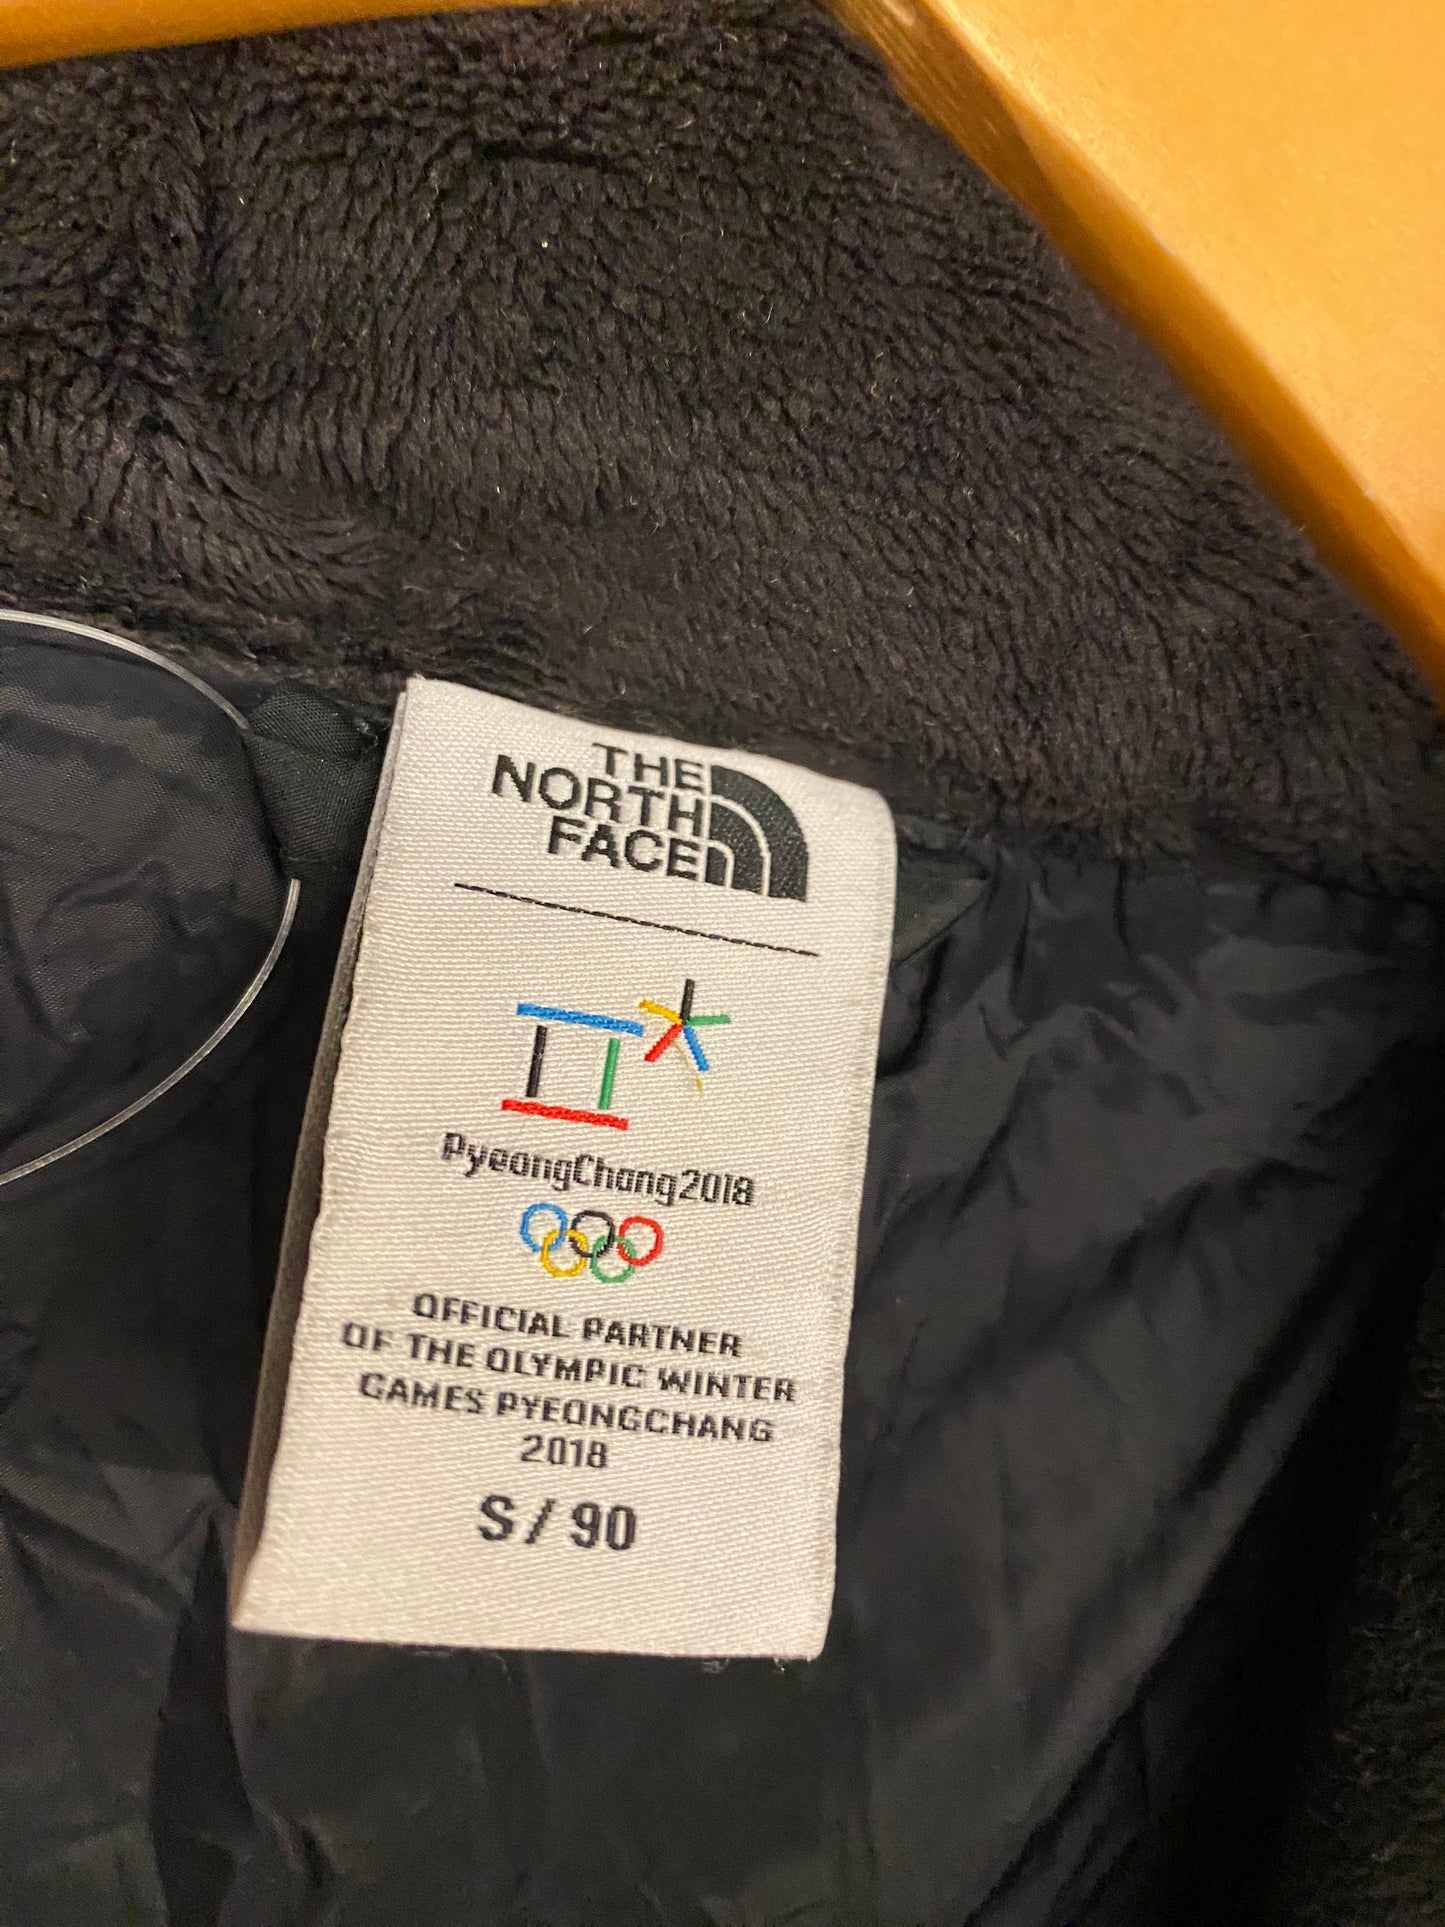 THE
NORTH
FACE
PyeongChang2018
OFFICIAL PARTNER
OF THE OLYMPIC WINTER
GAMES PYEONGCHANG
2018
S / 90